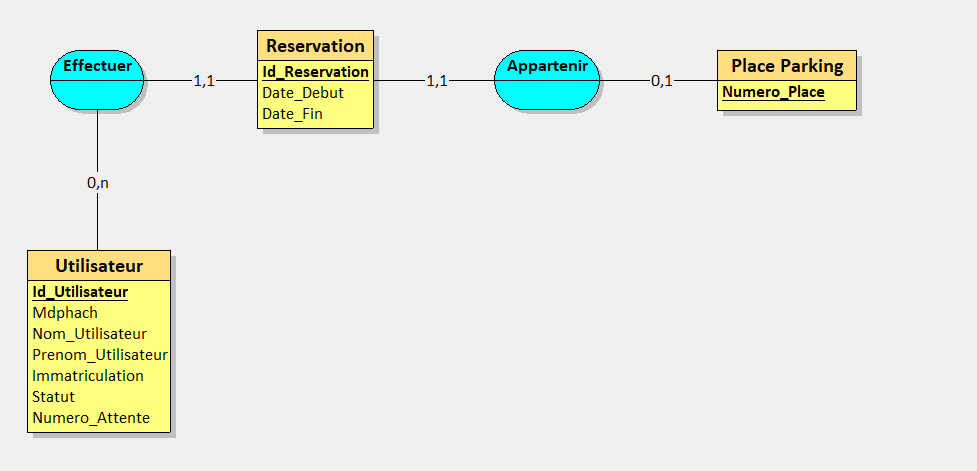 Effectuer
1,1
Reservation
Id_Reservation
Date_Debut
Date_Fin
1,1
Appartenir
0,1
Place Parking
Numero_Place
0,n
Utilisateur
Id_Utilisateur
Mdphach
Nom_Utilisateur
Prenom_Utilisateur
Immatriculation
Statut
Numero_Attente